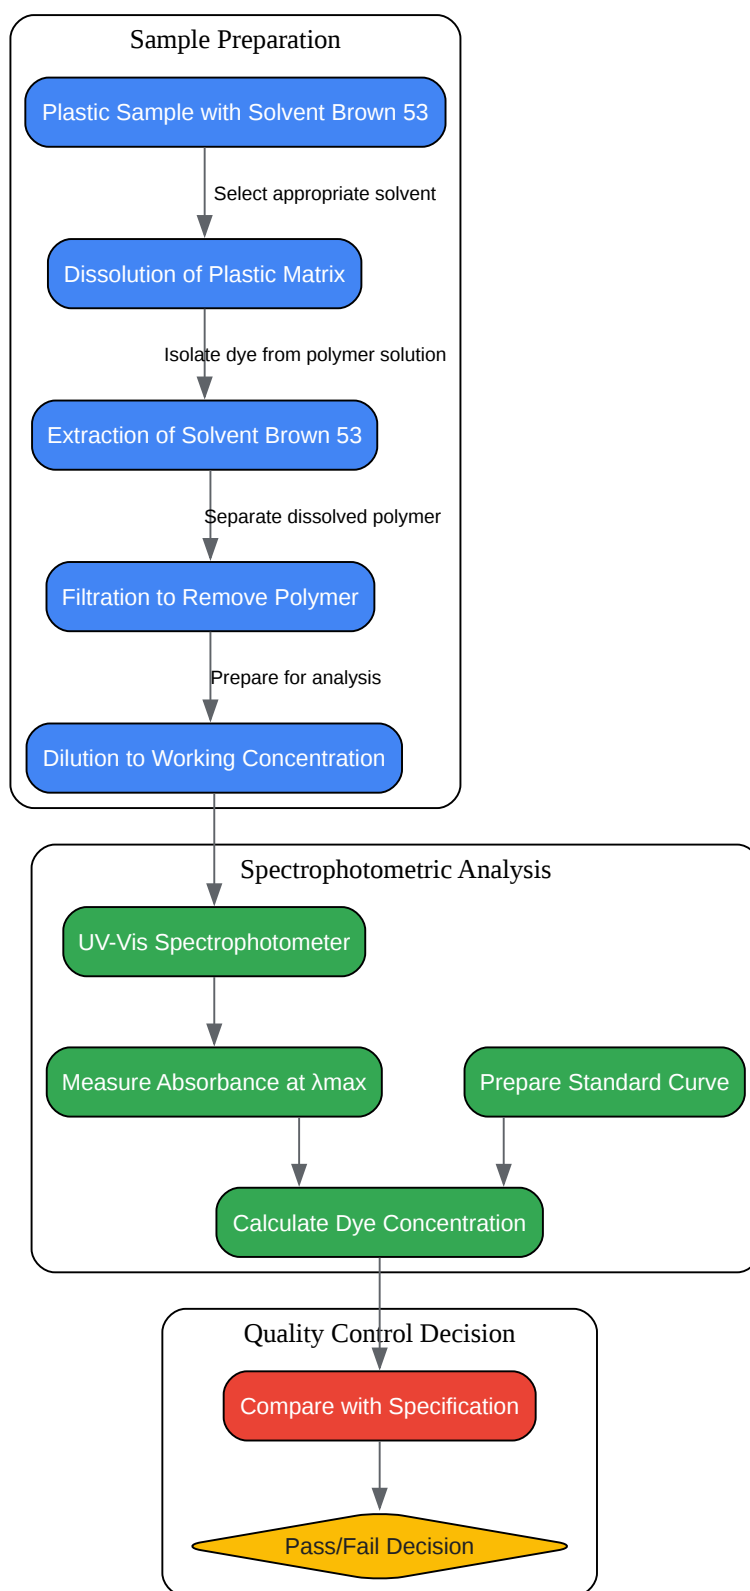 Sample Preparation
Plastic Sample with Solvent Brown 53
Select appropriate solvent
Dissolution of Plastic Matrix
Isolate dye from polymer solution
Extraction of Solvent Brown 53
Separate dissolved polymer
Filtration to Remove Polymer
Prepare for analysis
Dilution to Working Concentration
Spectrophotometric Analysis
UV-Vis Spectrophotometer
Measure Absorbance at λmax
Prepare Standard Curve
Calculate Dye Concentration
Quality Control Decision
Compare with Specification
Pass/Fail Decision